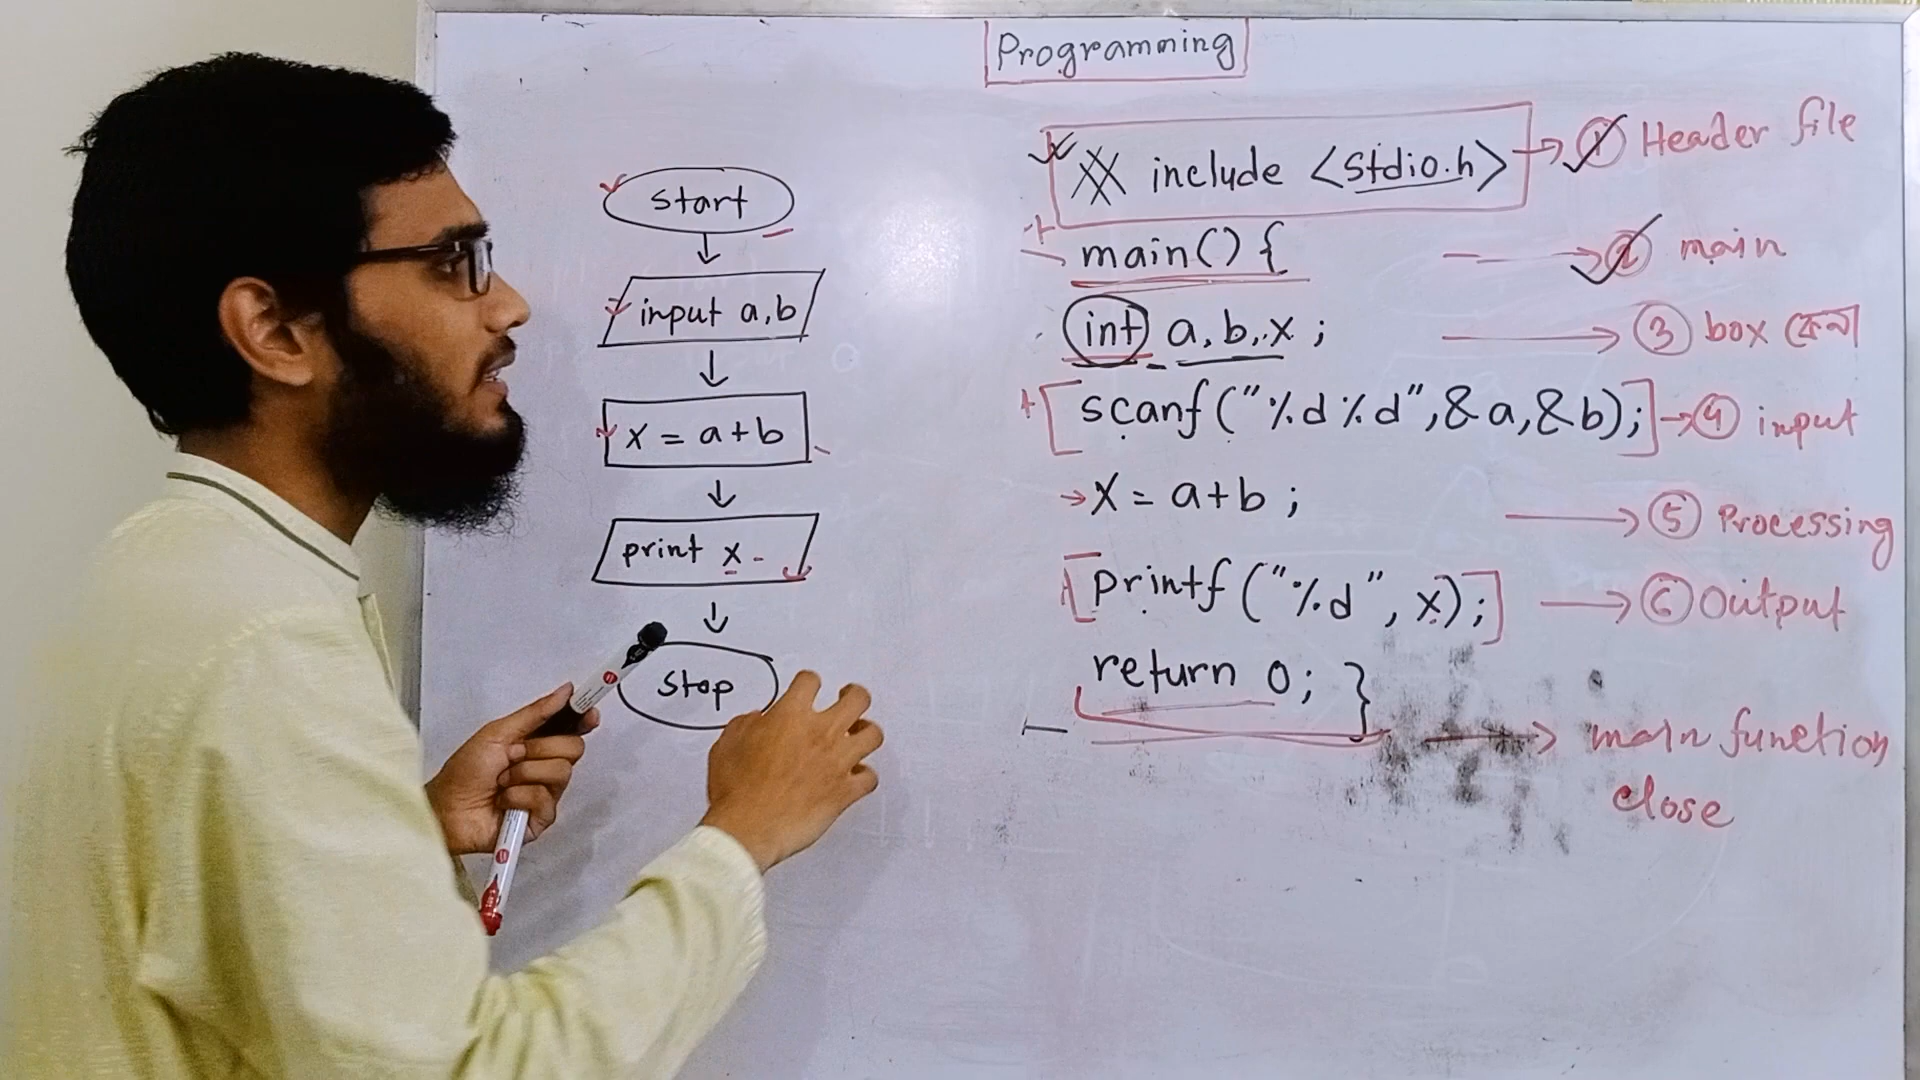 Programming
start
input a,b
x = a+b
print x
stop
# include <stdio.h> → ① Header file
main() { → ② main
int a, b, x ; → ③ box কেনা
scanf("%d%d",&a,&b); → ④ input
x = a+b ; → ⑤ Processing
printf("%d", x); → ⑥ Output
return 0; } → main function
close